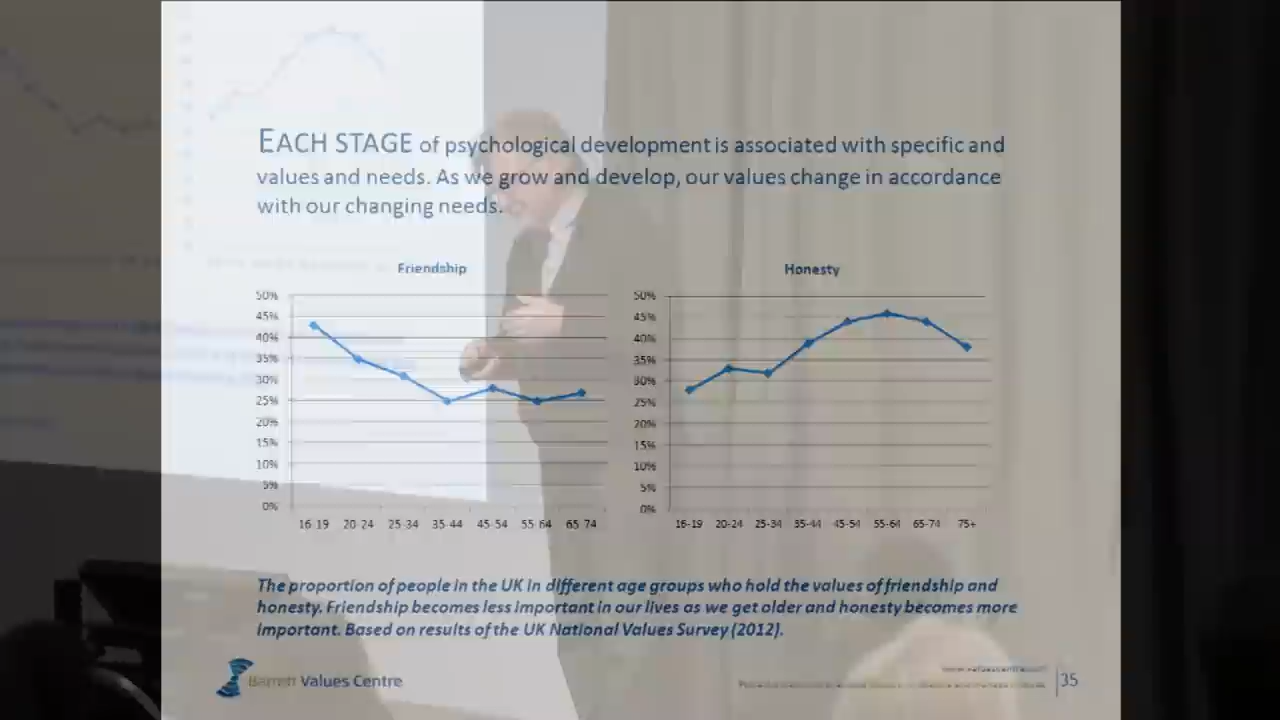 EACH STAGE of psychological development is associated with specific and
values and needs. As we grow and develop, our values change in accordance
with our changing needs.
Friendship
50%
45%
40%
35%
30%
25%
20%
15%
10%
5%
0%
16-19 20-24 25-34 35-44 45-54 55-64 65-74
Honesty
50%
45%
40%
35%
30%
25%
20%
15%
10%
5%
0%
16-19 20-24 25-34 35-44 45-54 55-64 65-74 75+
The proportion of people in the UK in different age groups who hold the values of friendship and
honesty. Friendship becomes less important in our lives as we get older and honesty becomes more
important. Based on results of the UK National Values Survey (2012).
Barrett Values Centre
www.valuescentre.com
35